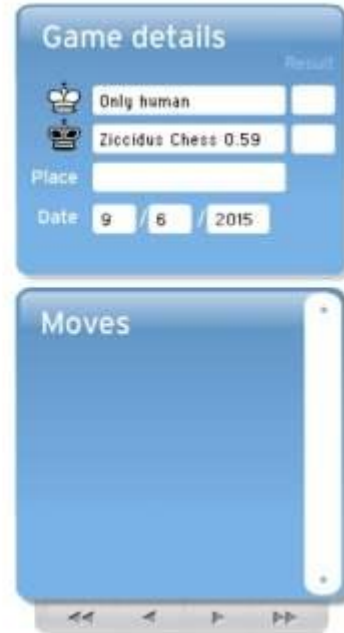 Game details
Result
Only human
Ziccidus Chess 0.59
Place
Date 9 / 6 / 2015
Moves